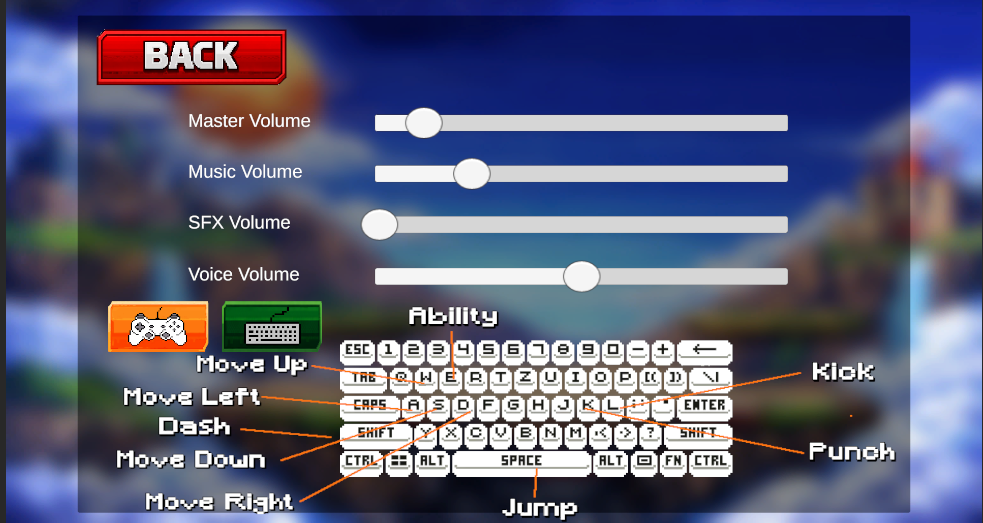 BACK
Master Volume
Music Volume
SFX Volume
Voice Volume
Ability
Move Up
Move Left
Dash
Move Down
Move Right
Jump
Kick
Punch
ESC 1 2 3 4 5 6 7 8 9 0 - + ←
TAB Q W E R T Z U I O P [{ ]} \|
CAPS A S D F G H J K L ;: '" ENTER
SHIFT Y X C V B N M < > ? SHIFT
CTRL ALT SPACE ALT FN CTRL